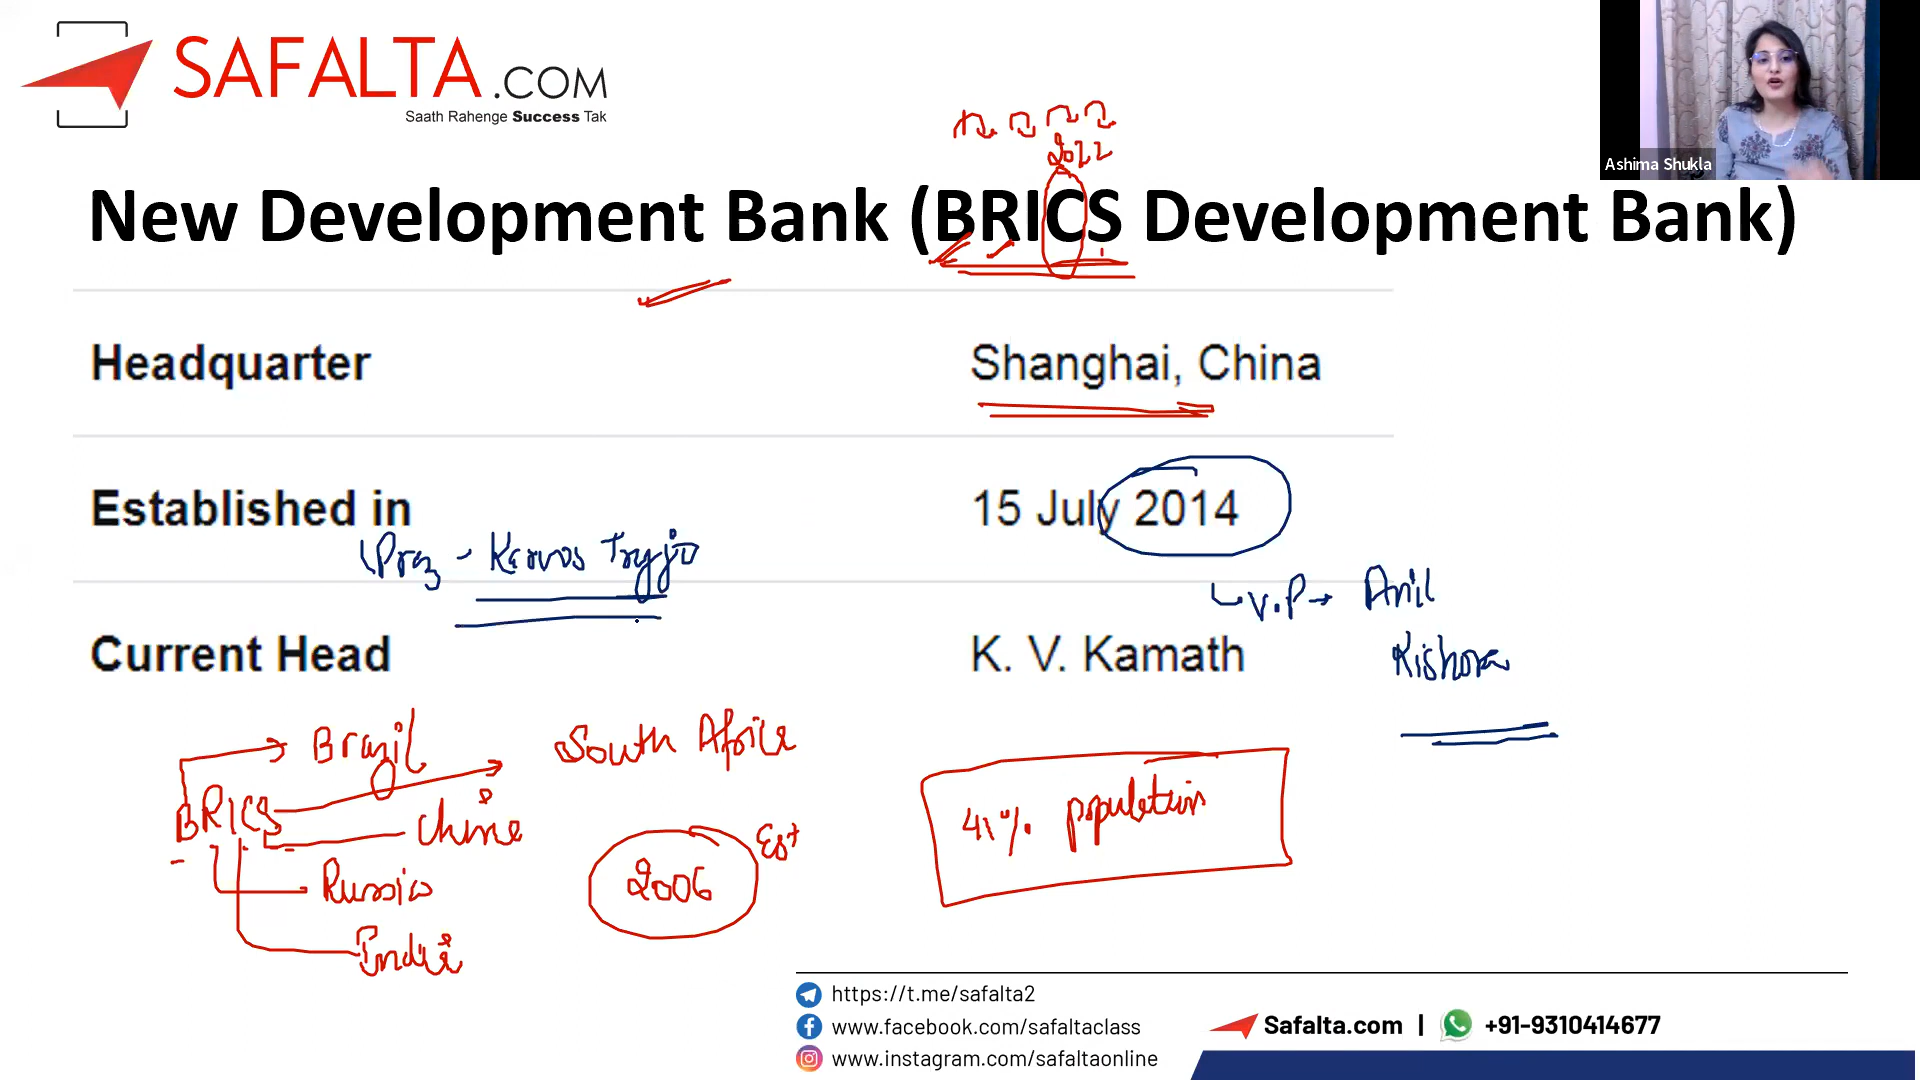 SAFALTA.COM
Saath Rahenge Success Tak
Ashima Shukla
2022
New Development Bank (BRICS Development Bank)
Headquarter Shanghai, China
Established in 15 July 2014
V.P → Anil
Kishora
Current Head K. V. Kamath
Brazil South Africa
BRICS
China
Russia
India
2006 Est
41% population
https://t.me/safalta2
www.facebook.com/safaltaclass
www.instagram.com/safaltaonline
Safalta.com | +91-9310414677